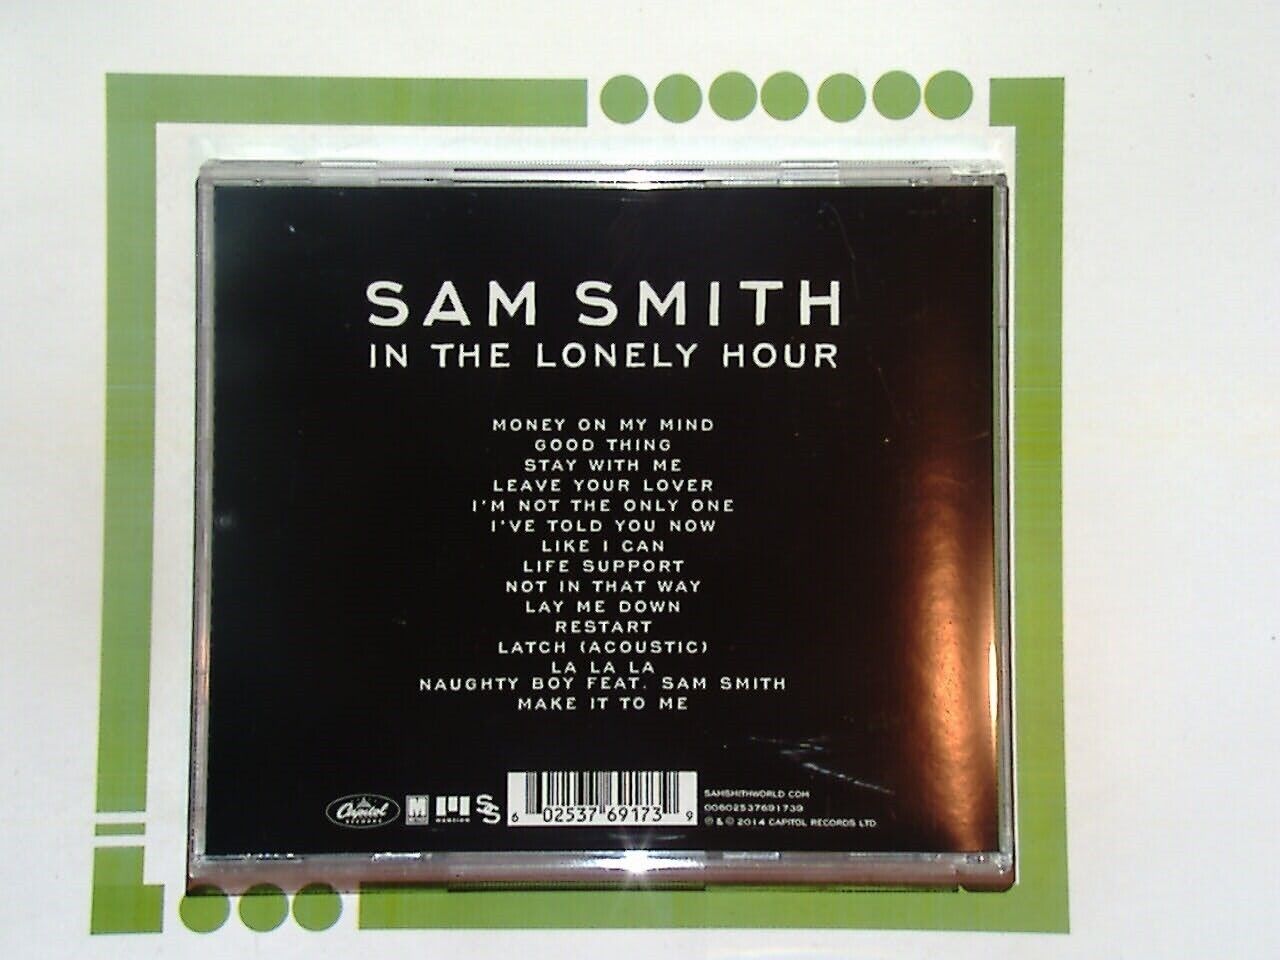 SAM SMITH
IN THE LONELY HOUR
MONEY ON MY MIND
GOOD THING
STAY WITH ME
LEAVE YOUR LOVER
I'M NOT THE ONLY ONE
I'VE TOLD YOU NOW
LIKE I CAN
LIFE SUPPORT
NOT IN THAT WAY
LAY ME DOWN
RESTART
LATCH (ACOUSTIC)
LA LA LA
NAUGHTY BOY FEAT. SAM SMITH
MAKE IT TO ME
Capitol
RECORDS
SS
6 02537 69173 9
SAMSMITHWORLD.COM
00602537691739
℗ & © 2014 CAPITOL RECORDS LTD